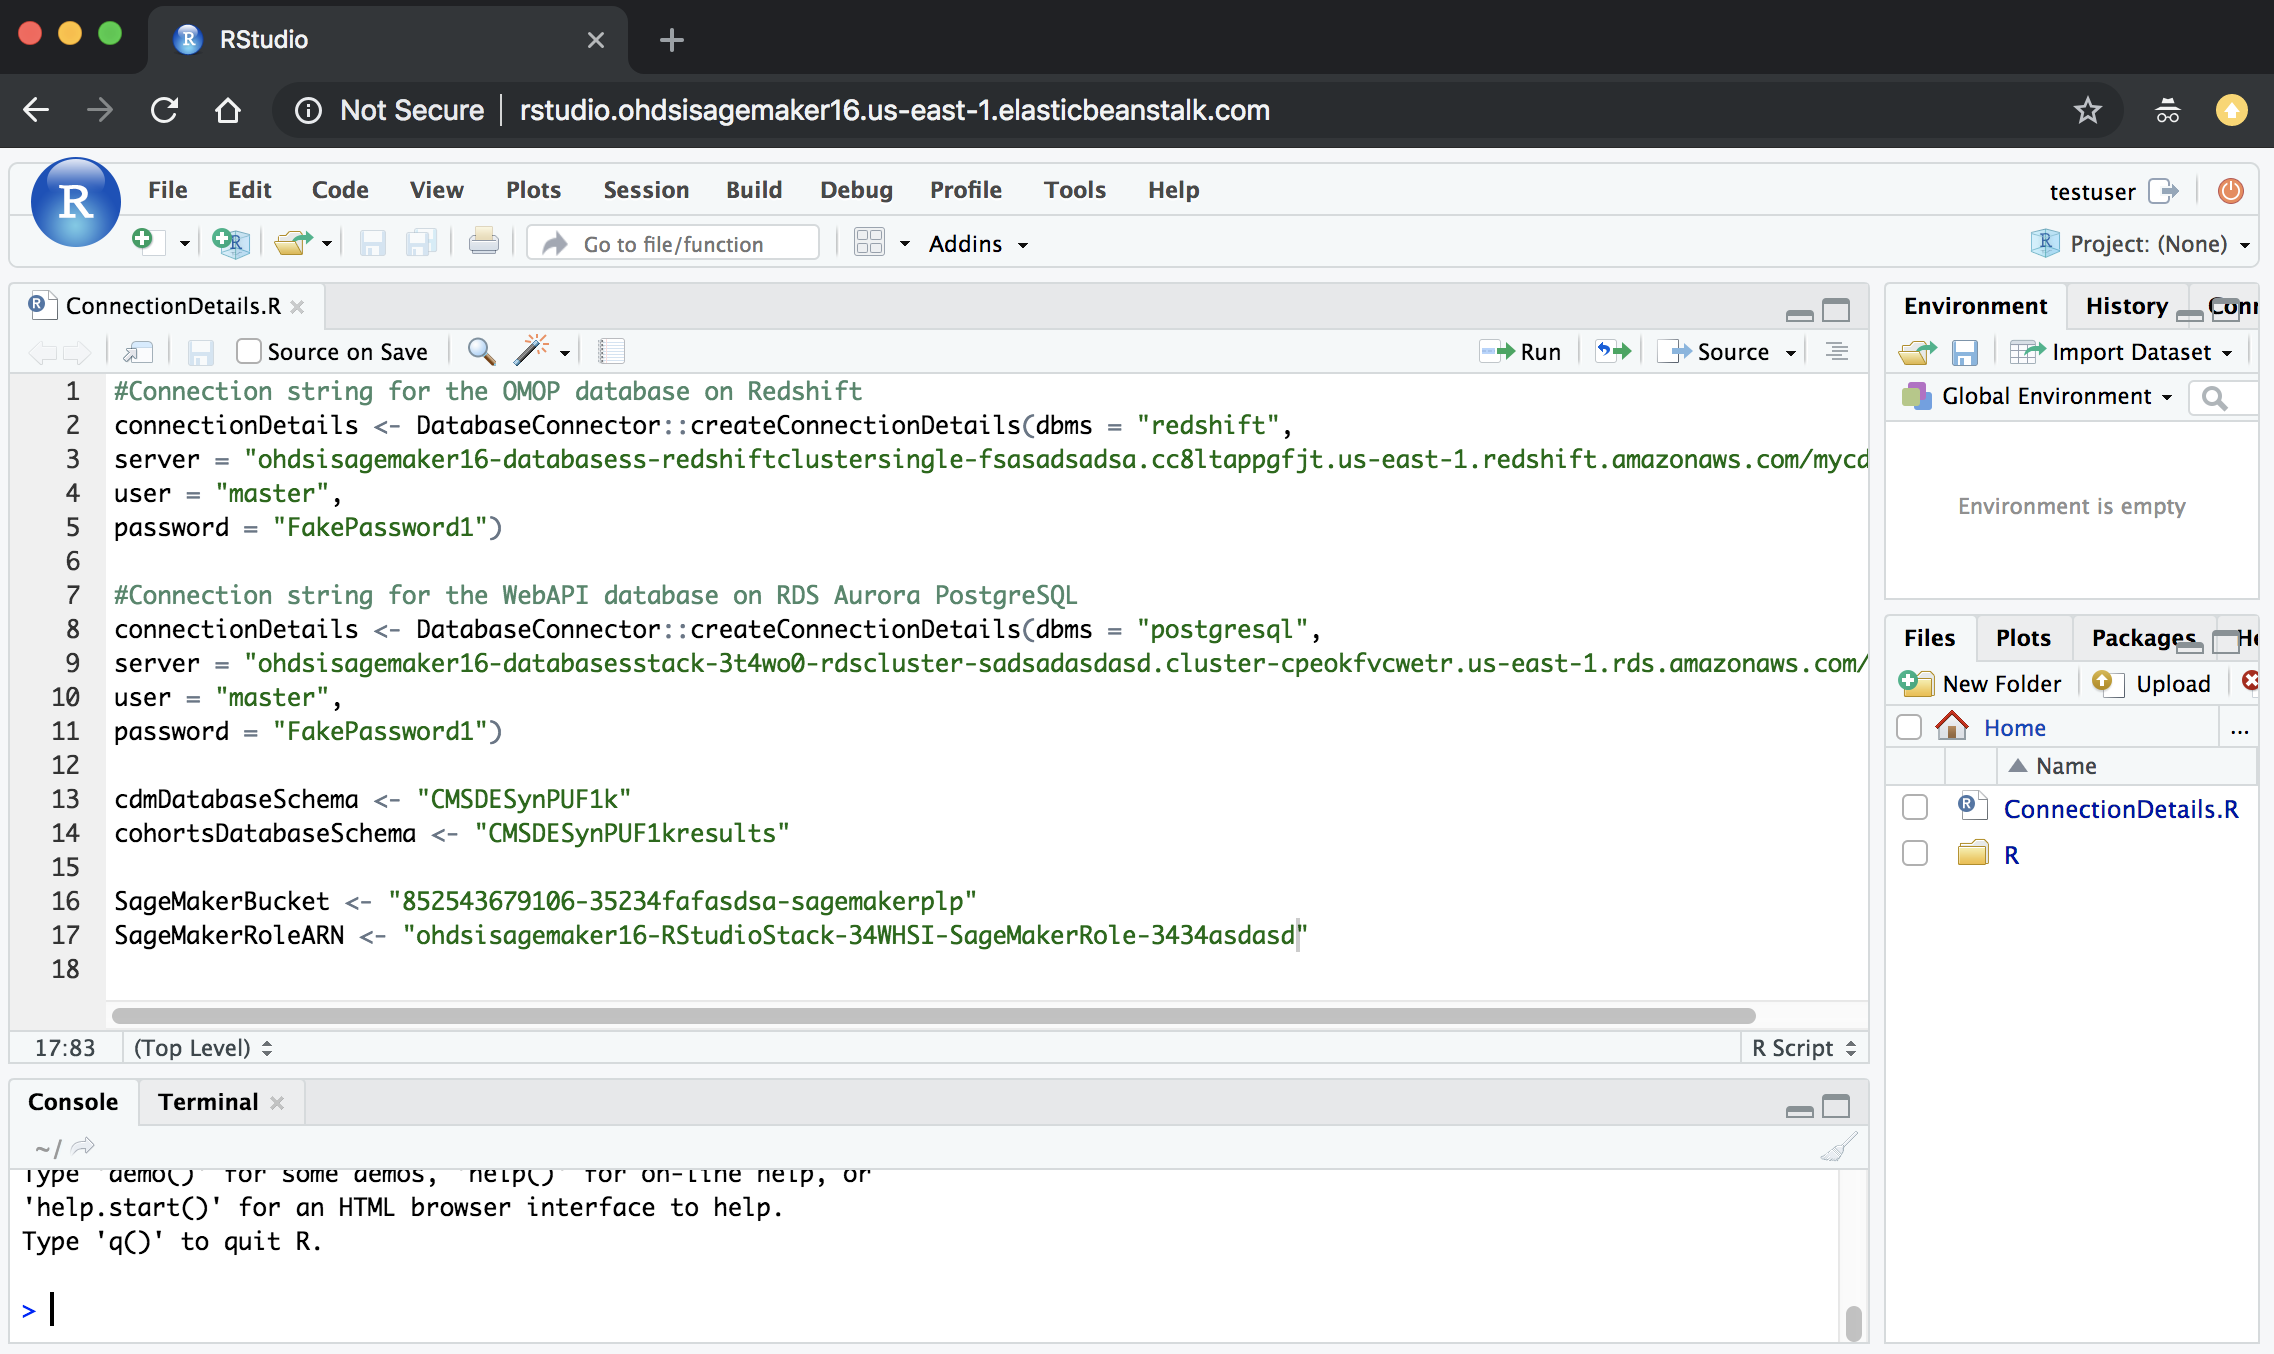 RStudio
Not Secure rstudio.ohdsisagemaker16.us-east-1.elasticbeanstalk.com
R File Edit Code View Plots Session Build Debug Profile Tools Help testuser
Go to file/function Addins Project: (None)
ConnectionDetails.R
Source on Save Run Source
1 #Connection string for the OMOP database on Redshift
2 connectionDetails <- DatabaseConnector::createConnectionDetails(dbms = "redshift",
3 server = "ohdsisagemaker16-databasess-redshiftclustersingle-fsasadsadsa.cc8ltappgfjt.us-east-1.redshift.amazonaws.com/mycd
4 user = "master",
5 password = "FakePassword1")
6
7 #Connection string for the WebAPI database on RDS Aurora PostgreSQL
8 connectionDetails <- DatabaseConnector::createConnectionDetails(dbms = "postgresql",
9 server = "ohdsisagemaker16-databasesstack-3t4wo0-rdscluster-sadsadasdasd.cluster-cpeokfvcwetr.us-east-1.rds.amazonaws.com/
10 user = "master",
11 password = "FakePassword1")
12
13 cdmDatabaseSchema <- "CMSDESynPUF1k"
14 cohortsDatabaseSchema <- "CMSDESynPUF1kresults"
15
16 SageMakerBucket <- "852543679106-35234fafasdsa-sagemakerplp"
17 SageMakerRoleARN <- "ohdsisagemaker16-RStudioStack-34WHSI-SageMakerRole-3434asdasd"
18
17:83 (Top Level) R Script
Console Terminal
~/
Type 'demo()' for some demos, 'help()' for on-line help, or
'help.start()' for an HTML browser interface to help.
Type 'q()' to quit R.
>
Environment History Conn
Import Dataset
Global Environment
Environment is empty
Files Plots Packages He
New Folder Upload
Home ...
Name
ConnectionDetails.R
R